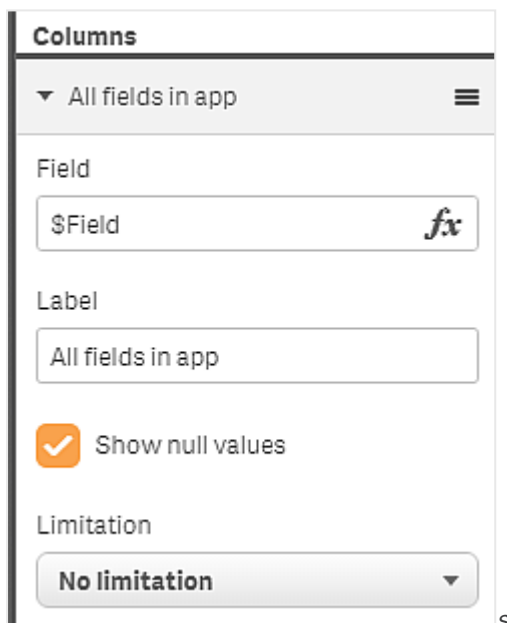 Columns
All fields in app
Field
$Field fx
Label
All fields in app
Show null values
Limitation
No limitation
s